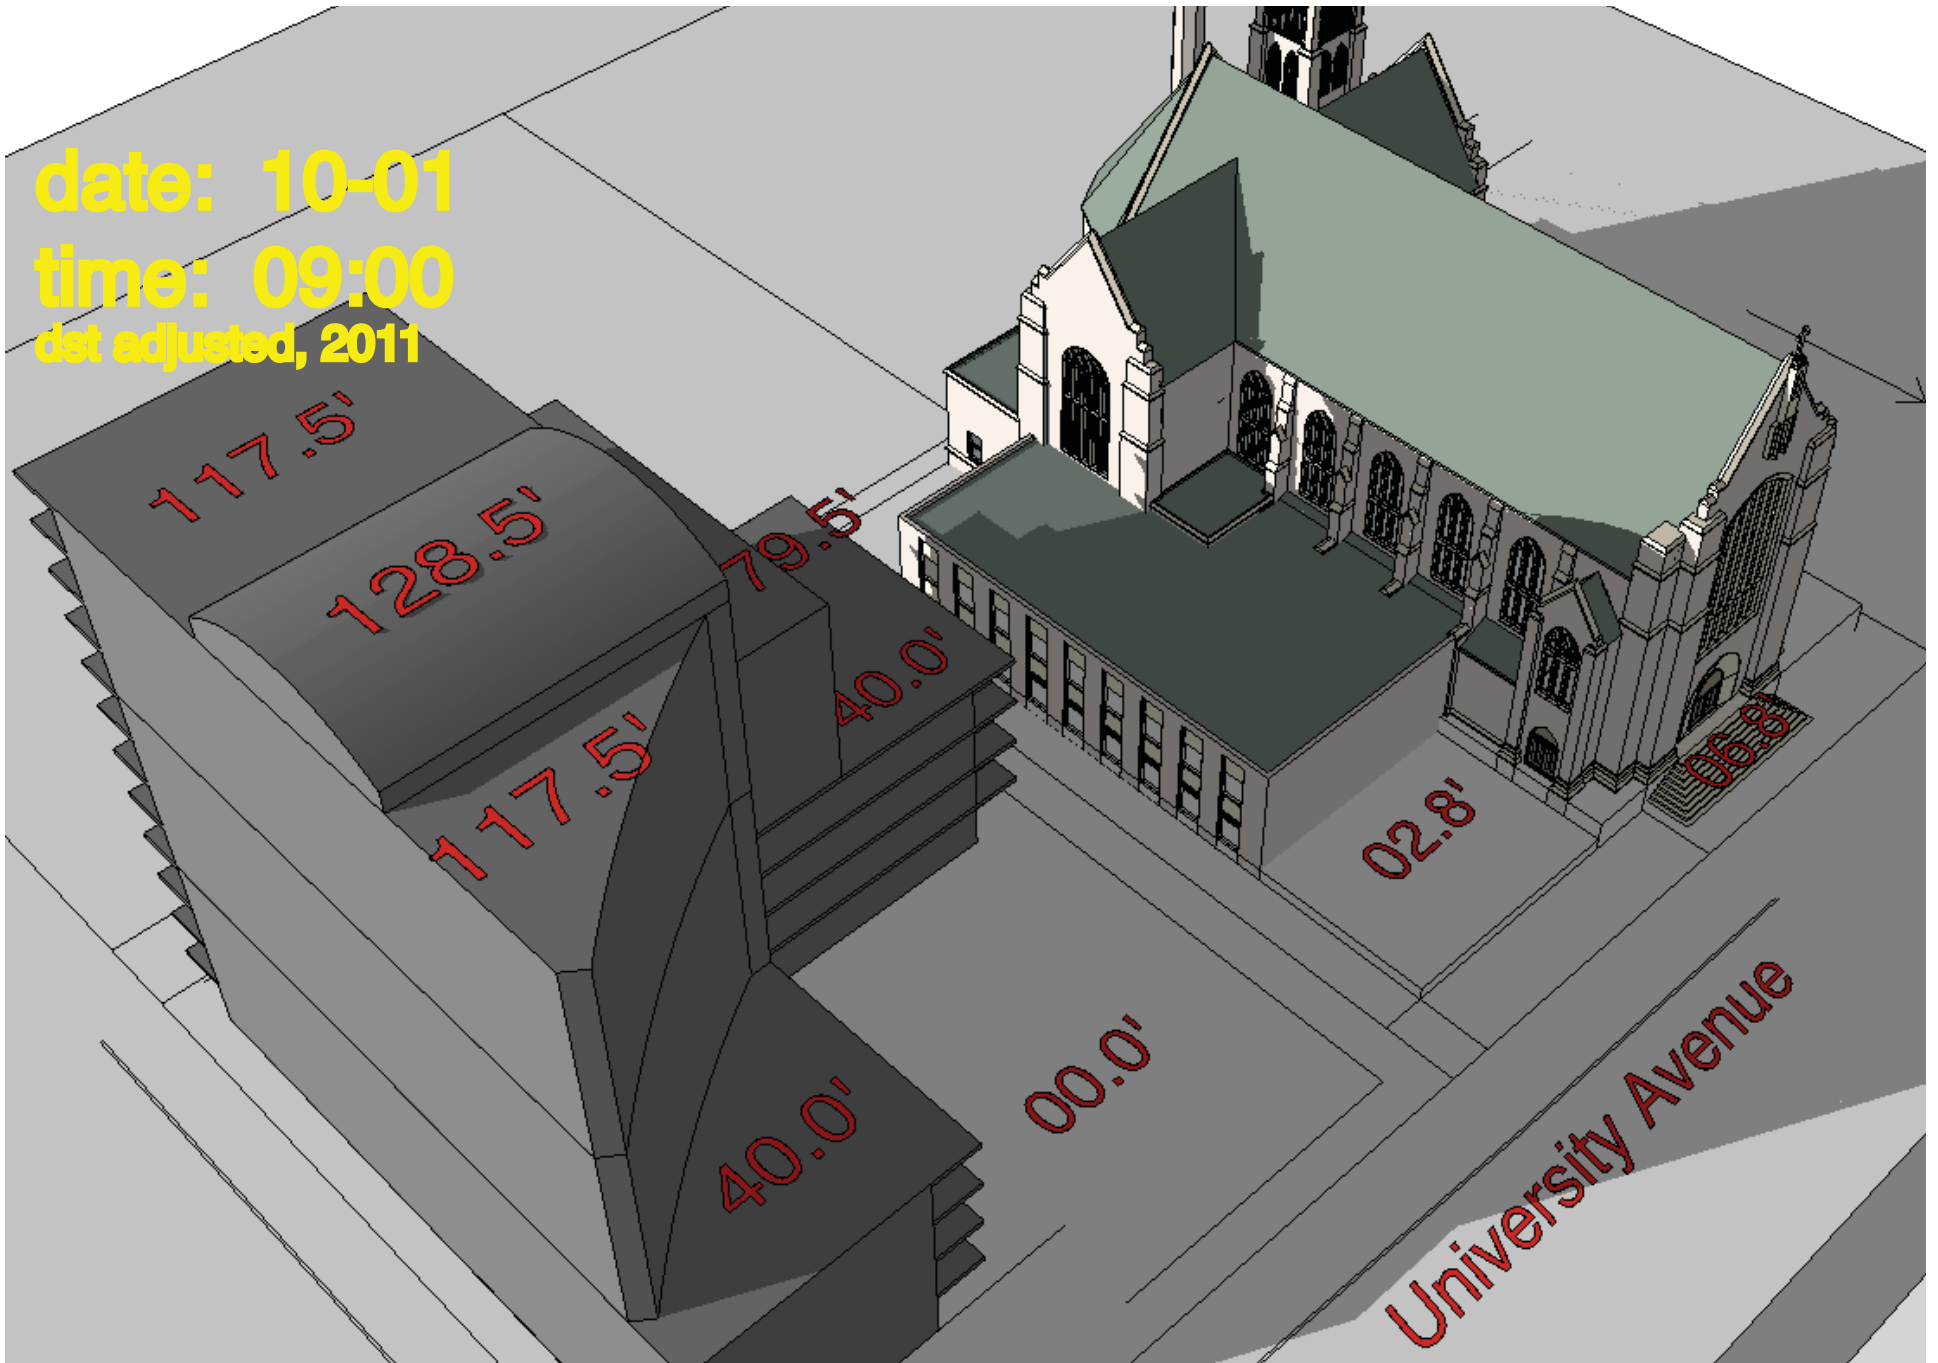 date: 10-01
time: 09:00
dst adjusted, 2011
117.5'
128.5'
79.5'
40.0'
117.5'
06.8'
02.8'
00.0'
40.0'
University Avenue